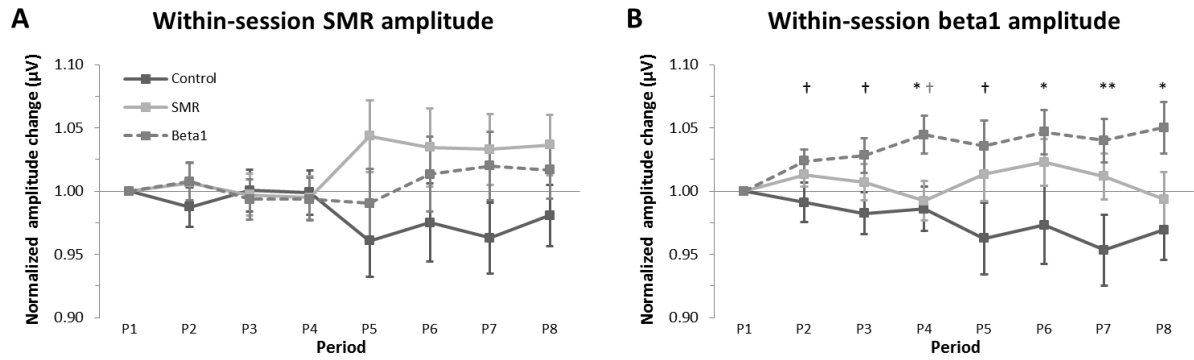 A Within-session SMR amplitude
Normalized amplitude change (µV)
1.10
1.05
1.00
0.95
0.90
Control
SMR
Beta1
P1 P2 P3 P4 P5 P6 P7 P8
Period
B Within-session beta1 amplitude
Normalized amplitude change (µV)
1.10
1.05
1.00
0.95
0.90
† † * † † * ** *
P1 P2 P3 P4 P5 P6 P7 P8
Period